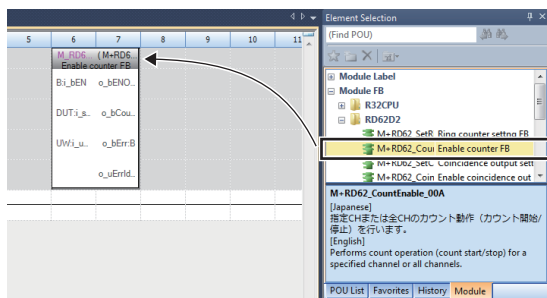 5 6 7 8 9 10 11
M_RD6... (M+RD6...
Enable counter FB
B:i_bEN o_bENO...
DUT:i_s... o_bCou...
UW:i_u... o_bErr:B
o_uErrId...
Element Selection
(Find POU)
Module Label
Module FB
R32CPU
RD62D2
M+RD62_SetR Ring counter settng FB
M+RD62_Coui Enable counter FB
M+RD62_SetC Coincidence output sett
M+RD62_Coin Enable coincidence out
M+RD62_CountEnable_00A
[Japanese]
指定CHまたは全CHのカウント動作（カウント開始/
停止）を行います。
[English]
Performs count operation (count start/stop) for a
specified channel or all channels.
POU List Favorites History Module